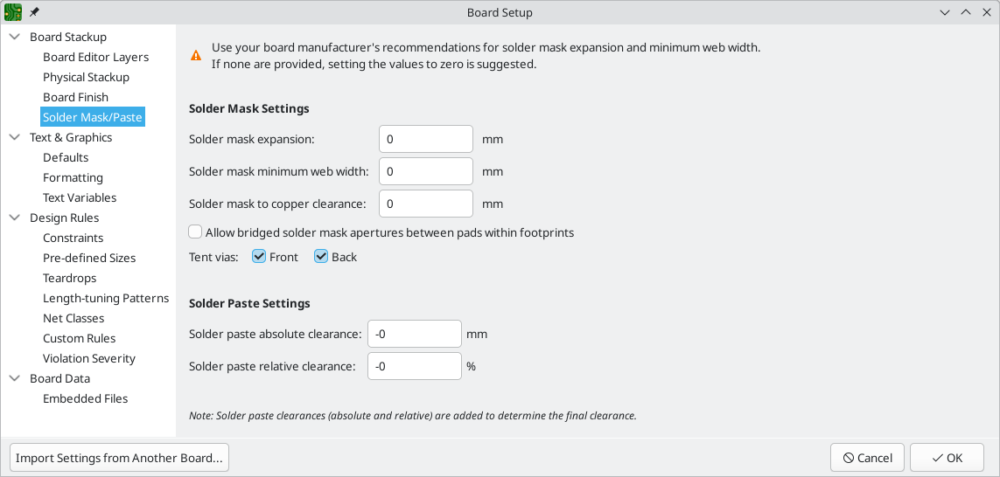 Board Setup
Board Stackup
Board Editor Layers
Physical Stackup
Board Finish
Solder Mask/Paste
Text & Graphics
Defaults
Formatting
Text Variables
Design Rules
Constraints
Pre-defined Sizes
Teardrops
Length-tuning Patterns
Net Classes
Custom Rules
Violation Severity
Board Data
Embedded Files
Use your board manufacturer's recommendations for solder mask expansion and minimum web width.
If none are provided, setting the values to zero is suggested.
Solder Mask Settings
Solder mask expansion: 0 mm
Solder mask minimum web width: 0 mm
Solder mask to copper clearance: 0 mm
Allow bridged solder mask apertures between pads within footprints
Tent vias: Front Back
Solder Paste Settings
Solder paste absolute clearance: -0 mm
Solder paste relative clearance: -0 %
Note: Solder paste clearances (absolute and relative) are added to determine the final clearance.
Import Settings from Another Board... Cancel OK